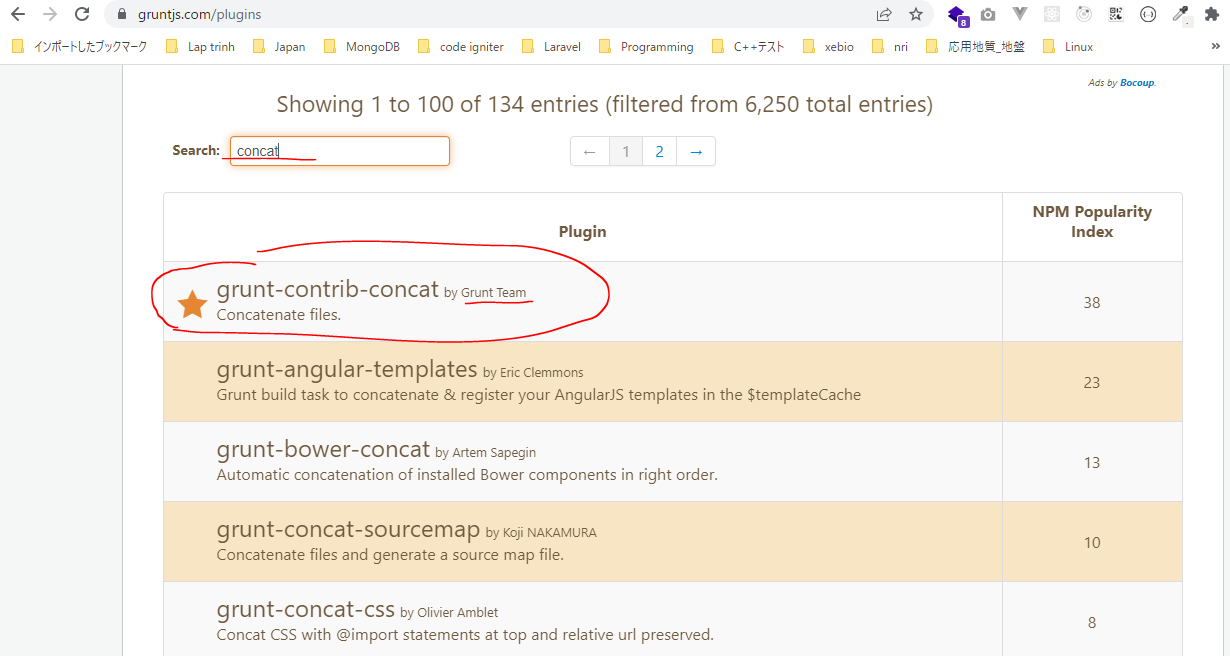 gruntjs.com/plugins
8
インポートしたブックマーク Lap trinh Japan MongoDB code igniter Laravel Programming C++テスト xebio nri 応用地質_地盤 Linux »
Ads by Bocoup.
Showing 1 to 100 of 134 entries (filtered from 6,250 total entries)
Search: concat ← 1 2 →
Plugin
NPM Popularity
Index
grunt-contrib-concat by Grunt Team
Concatenate files.
38
grunt-angular-templates by Eric Clemmons
Grunt build task to concatenate & register your AngularJS templates in the $templateCache
23
grunt-bower-concat by Artem Sapegin
Automatic concatenation of installed Bower components in right order.
13
grunt-concat-sourcemap by Koji NAKAMURA
Concatenate files and generate a source map file.
10
grunt-concat-css by Olivier Amblet
Concat CSS with @import statements at top and relative url preserved.
8